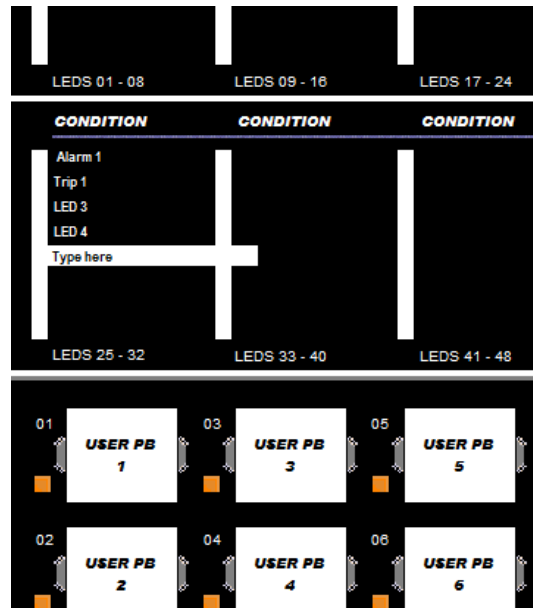 LEDS 01 - 08 LEDS 09 - 16 LEDS 17 - 24
CONDITION CONDITION CONDITION
Alarm 1
Trip 1
LED 3
LED 4
Type here
LEDS 25 - 32 LEDS 33 - 40 LEDS 41 - 48
01 03 05
USER PB USER PB USER PB
1 3 5
02 04 06
USER PB USER PB USER PB
2 4 6